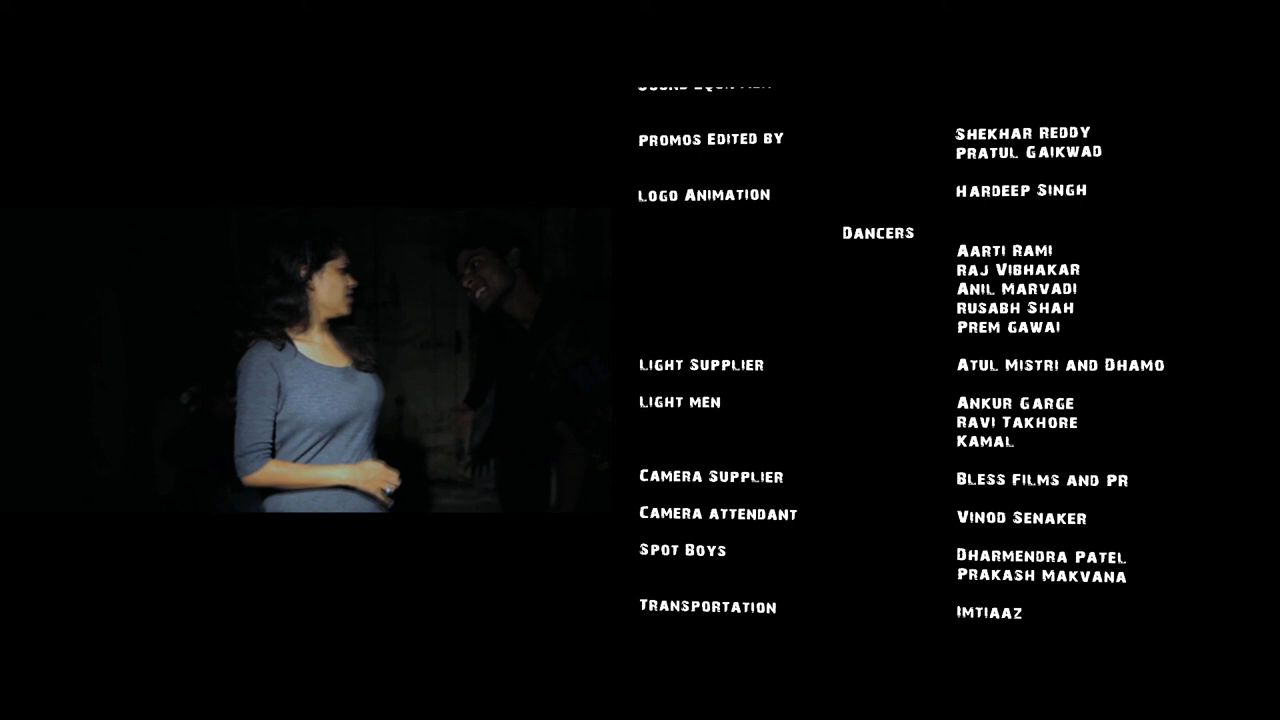 PROMOS EDITED BY SHEKHAR REDDY
PRATUL GAIKWAD
LOGO ANIMATION HARDEEP SINGH
DANCERS
AARTI RAMI
RAJ VIBHAKAR
ANIL MARVADI
RUSABH SHAH
PREM GAWAI
LIGHT SUPPLIER ATUL MISTRI AND DHAMO
LIGHT MEN ANKUR GARGE
RAVI TAKHORE
KAMAL
CAMERA SUPPLIER BLESS FILMS AND PR
CAMERA ATTENDANT VINOD SENAKER
SPOT BOYS DHARMENDRA PATEL
PRAKASH MAKVANA
TRANSPORTATION IMTIAAZ